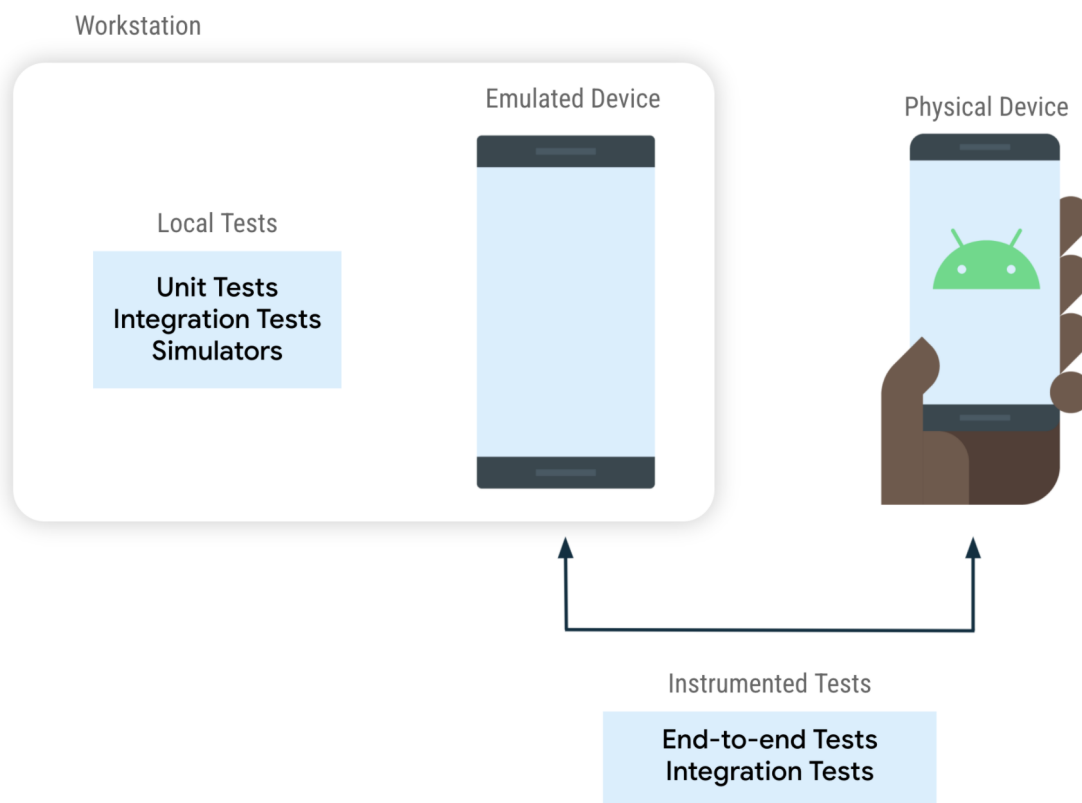 Workstation
Emulated Device
Physical Device
Local Tests
Unit Tests
Integration Tests
Simulators
Instrumented Tests
End-to-end Tests
Integration Tests